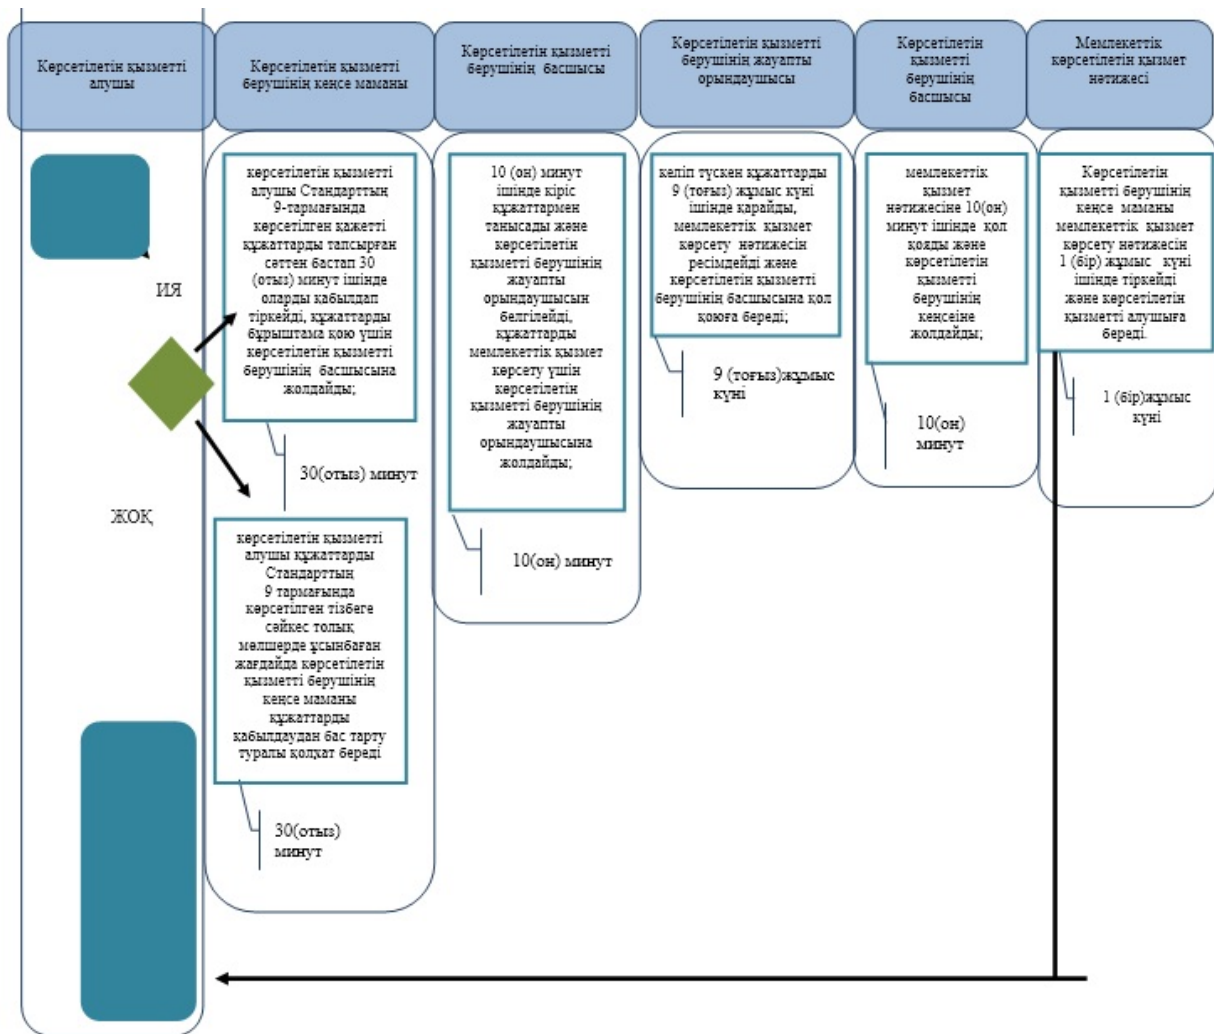 Көрсетілетін қызметті
алушы
Көрсетілетін қызметті
берушінің кеңсе маманы
Көрсетілетін қызметті
берушінің басшысы
Көрсетілетін қызметті
берушінің жауапты
орындаушысы
Көрсетілетін
қызметті
берушінің
басшысы
Мемлекеттік
көрсетілетін қызмет
нәтижесі
ИЯ
ЖОҚ
көрсетілетін қызметті
алушы Стандарттың
9-тармағында
көрсетілген қажетті
құжаттарды тапсырған
сәттен бастап 30
(отыз) минут ішінде
оларды қабылдап
тіркейді, құжаттарды
бұрыштама қою үшін
көрсетілетін қызметті
берушінің басшысына
жолдайды;
30(отыз) минут
көрсетілетін қызметті
алушы құжаттарды
Стандарттың
9 тармағында
көрсетілген тізбеге
сәйкес толық
мөлшерде ұсынбаған
жағдайда көрсетілетін
қызметті берушінің
кеңсе маманы
құжаттарды
қабылдаудан бас тарту
туралы қолхат береді
30(отыз)
минут
10 (он) минут
ішінде кіріс
құжаттармен
танысады және
көрсетілетін
қызметті берушінің
жауапты
орындаушысын
белгілейді,
құжаттарды
мемлекеттік қызмет
көрсету үшін
көрсетілетін
қызметті берушінің
жауапты
орындаушысына
жолдайды;
10(он) минут
келіп түскен құжаттарды
9 (тоғыз) жұмыс күні
ішінде қарайды,
мемлекеттік қызмет
көрсету нәтижесін
ресімдейді және
көрсетілетін қызметті
берушінің басшысына қол
қоюға береді;
9 (тоғыз)жұмыс
күні
мемлекеттік
қызмет
нәтижесіне 10(он)
минут ішінде қол
қояды және
көрсетілетін
қызметті
берушінің
кеңсеіне
жолдайды;
10(он)
минут
Көрсетілетін
қызметті берушінің
кеңсе маманы
мемлекеттік қызмет
көрсету нәтижесін
1 (бір) жұмыс күні
ішінде тіркейді
және көрсетілетін
қызметті алушыға
береді.
1 (бір)жұмыс
күні